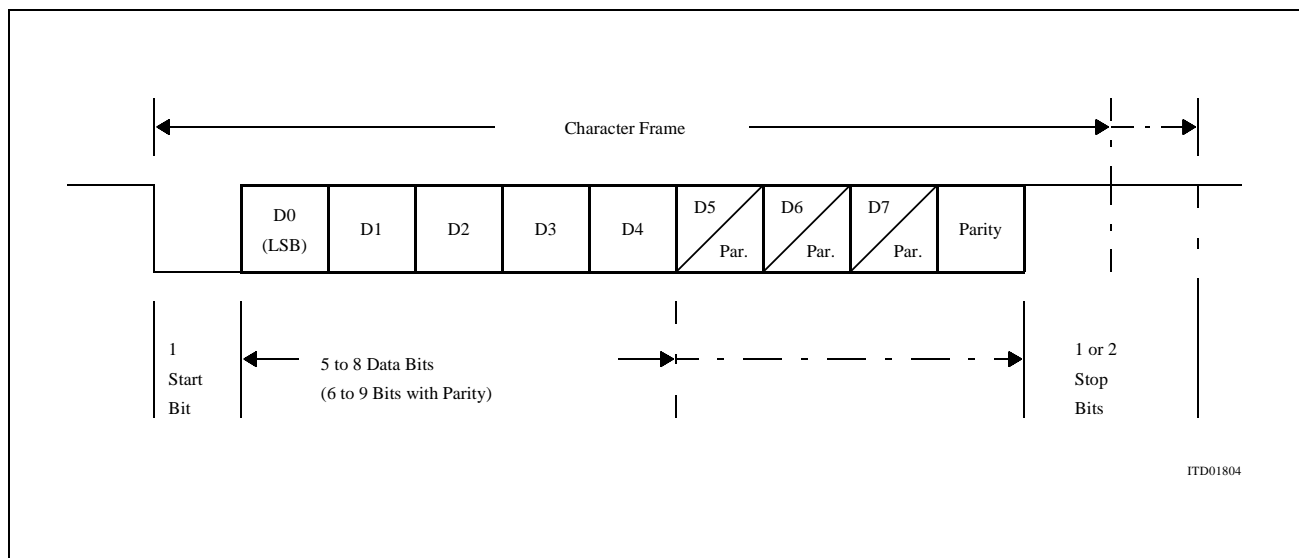 Character Frame
D0
(LSB)
D1
D2
D3
D4
D5
Par.
D6
Par.
D7
Par.
Parity
1
Start
Bit
5 to 8 Data Bits
(6 to 9 Bits with Parity)
1 or 2
Stop
Bits
ITD01804